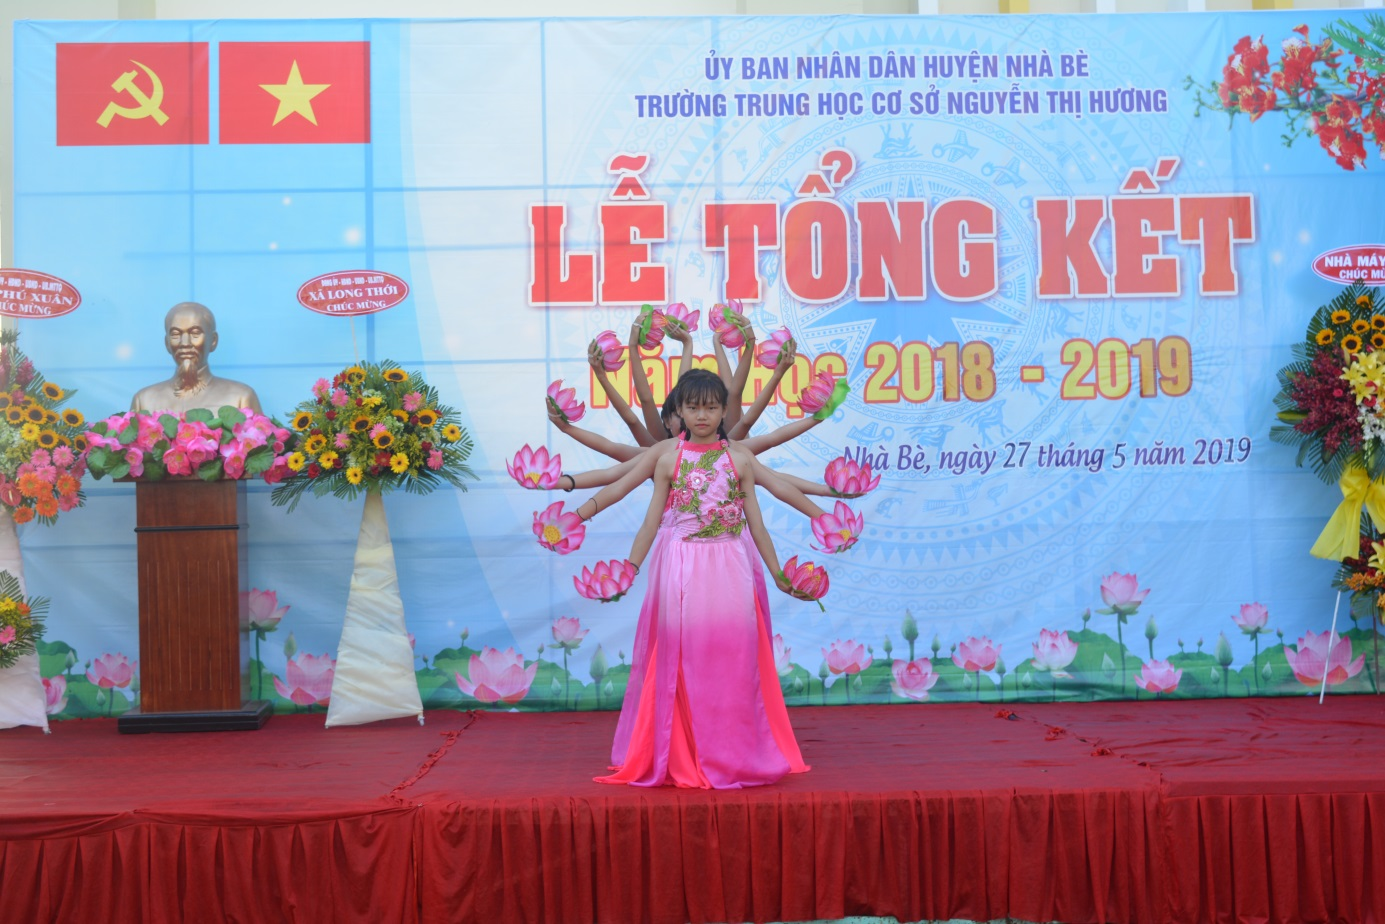 ỦY BAN NHÂN DÂN HUYỆN NHÀ BÈ
TRƯỜNG TRUNG HỌC CƠ SỞ NGUYỄN THỊ HƯƠNG
LỄ TỔNG KẾT
Năm Học 2018 - 2019
Nhà Bè, ngày 27 tháng 5 năm 2019
PHÚ XUÂN
CHÚC MỪNG
XÃ LONG THỚI
CHÚC MỪNG
NHÀ MÁY
CHÚC